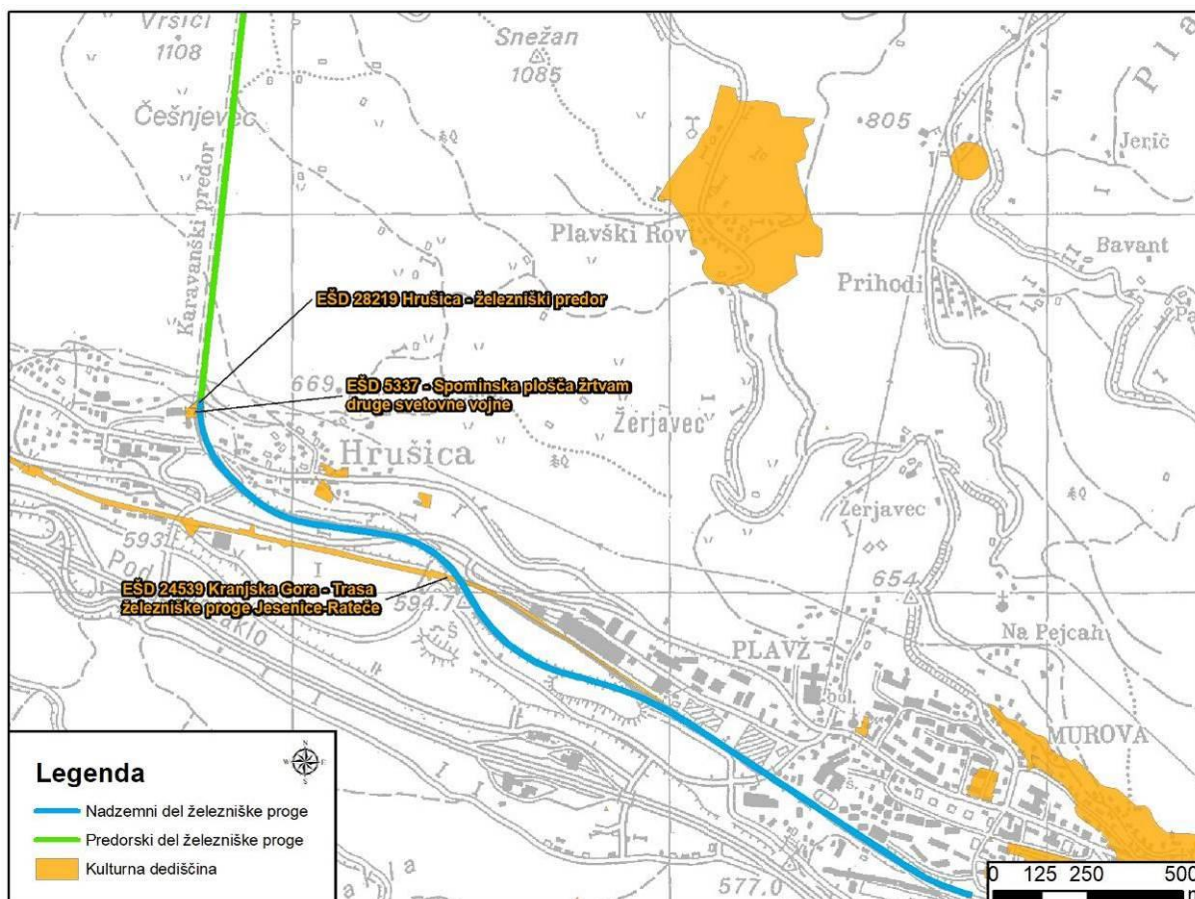 Vršiči
1108
Snežan
1085
Češnjevec
805
Jerič
Karavanški predor
Plavški Rovt
Bavant
Prihodi
EŠD 28219 Hrušica - železniški predor
669
EŠD 5337 - Spominska plošča žrtvam
druge svetovne vojne
Žerjavec
Hrušica
Žerjavec
593
Pod
EŠD 24539 Kranjska Gora - Trasa
železniške proge Jesenice-Rateče
594.7
654
Na Pejcah
PLAVŽ
bol.
MUROVA
577.0
Legenda
N
Nadzemni del železniške proge
Predorski del železniške proge
Kulturna dediščina
0 125 250 500